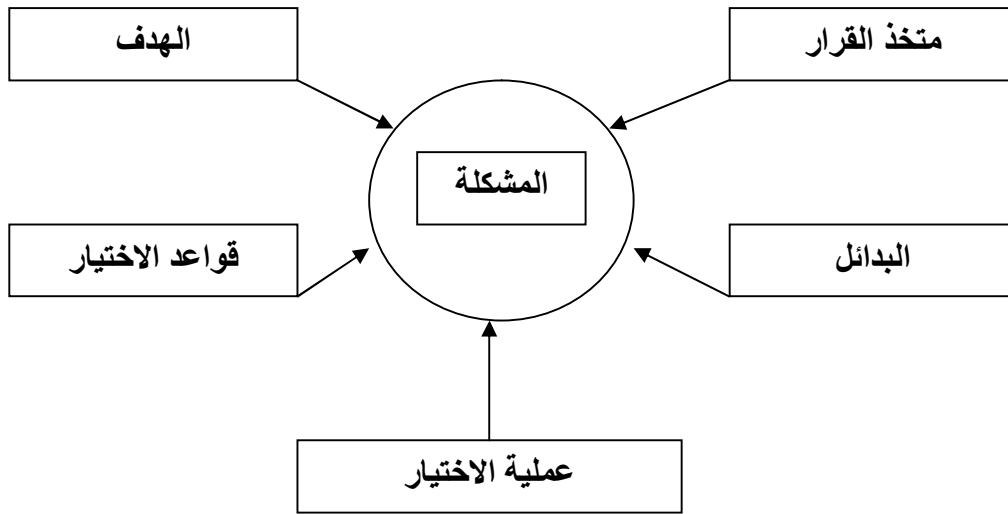 متخذ القرار
الهدف
المشكلة
البدائل
قواعد الاختيار
عملية الاختيار